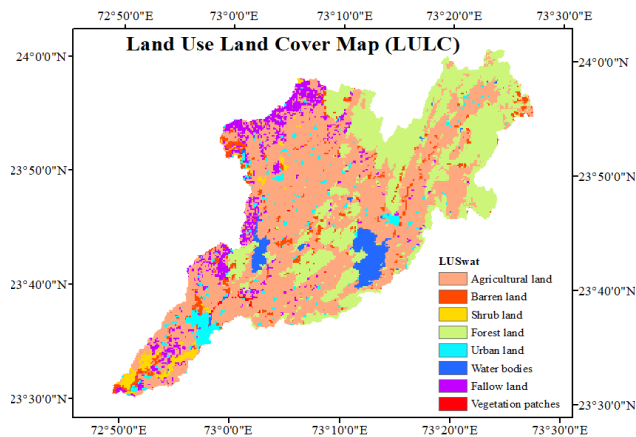 72°50'0"E 73°0'0"E 73°10'0"E 73°20'0"E 73°30'0"E
Land Use Land Cover Map (LULC)
24°0'0"N 24°0'0"N
23°50'0"N 23°50'0"N
23°40'0"N 23°40'0"N
23°30'0"N 23°30'0"N
LUSwat
Agricultural land
Barren land
Shrub land
Forest land
Urban land
Water bodies
Fallow land
Vegetation patches
72°50'0"E 73°0'0"E 73°10'0"E 73°20'0"E 73°30'0"E